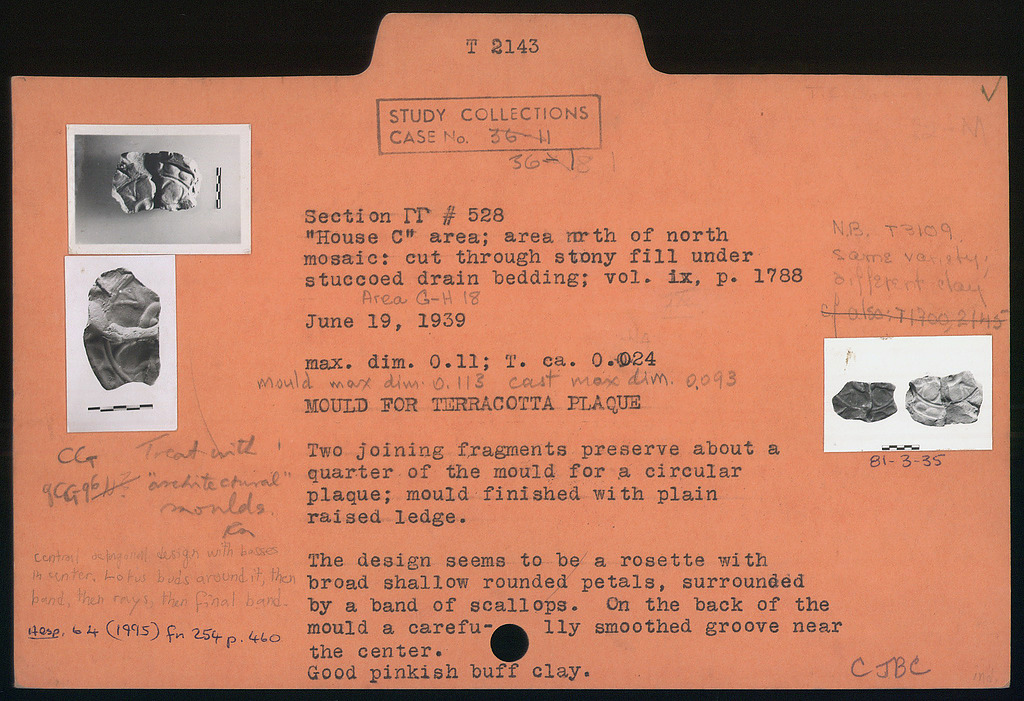 T 2143
STUDY COLLECTIONS
CASE No. 36-11
36-18
Section ΓΓ # 528
"House C" area; area nrth of north
mosaic: cut through stony fill under
stuccoed drain bedding; vol. ix, p. 1788
Area G-H 18
June 19, 1939
max. dim. 0.11; T. ca. 0.024
mould max dim. 0.113 cast max dim. 0.093
MOULD FOR TERRACOTTA PLAQUE
Two joining fragments preserve about a
quarter of the mould for a circular
plaque; mould finished with plain
raised ledge.
The design seems to be a rosette with
broad shallow rounded petals, surrounded
by a band of scallops. On the back of the
mould a carefu- lly smoothed groove near
the center.
Good pinkish buff clay.
N.B. T3109,
same variety;
different clay
cf also: T1700, 2145
81-3-35
CCG Treat with
"architectural"
moulds.
central octagonal design with bosses
in center. Lotus buds around it, then
band, then rays, then final band.
Hesp. 64 (1995) fn 254 p. 460
CJBC